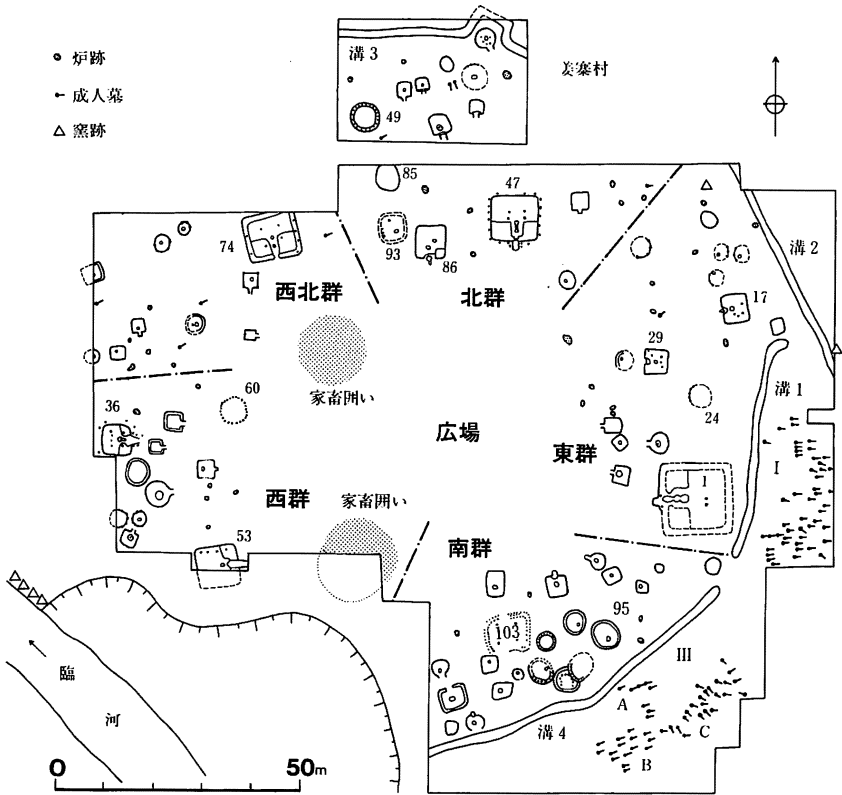 溝3
49
炉跡
成人墓
窯跡
姜寨村
85
47
74
93
86
西北群
北群
溝2
17
29
家畜囲い
60
24
溝1
36
広場
東群
I
I
西群
家畜囲い
53
南群
103
95
III
A
C
B
溝4
臨
河
0
50m